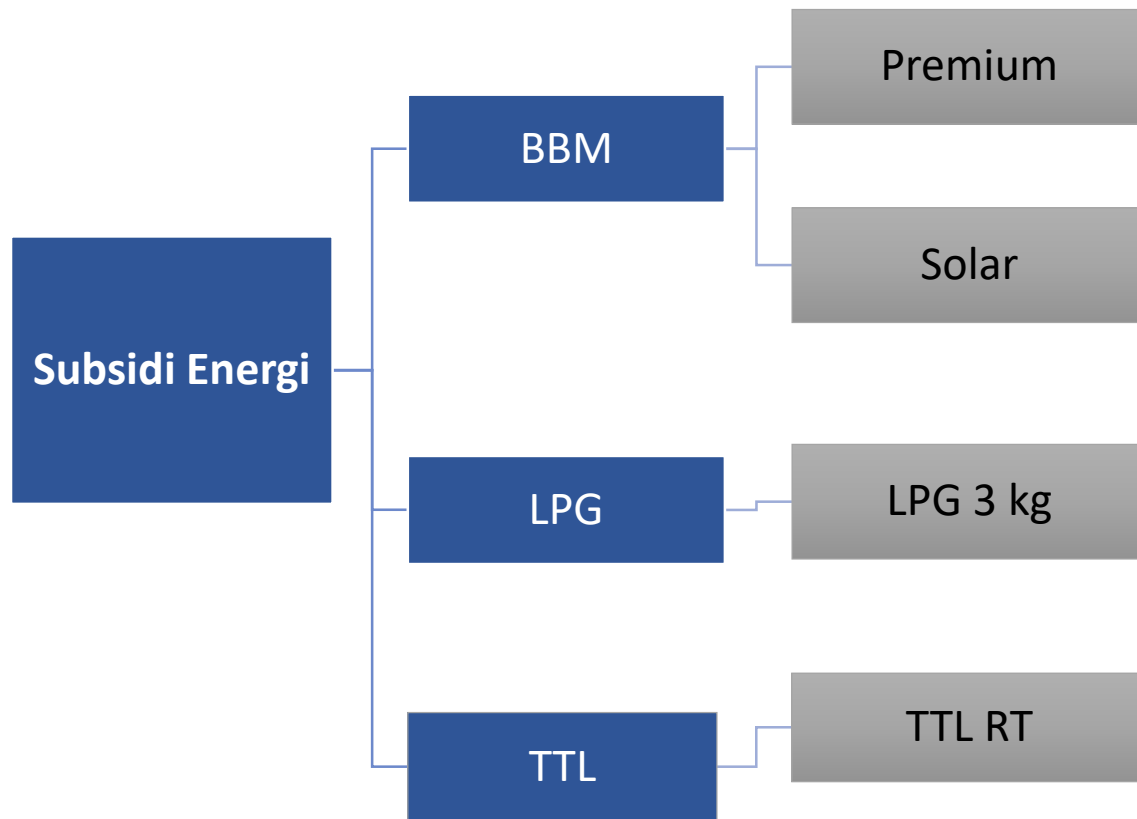 Subsidi Energi
BBM
Premium
Solar
LPG
LPG 3 kg
TTL
TTL RT